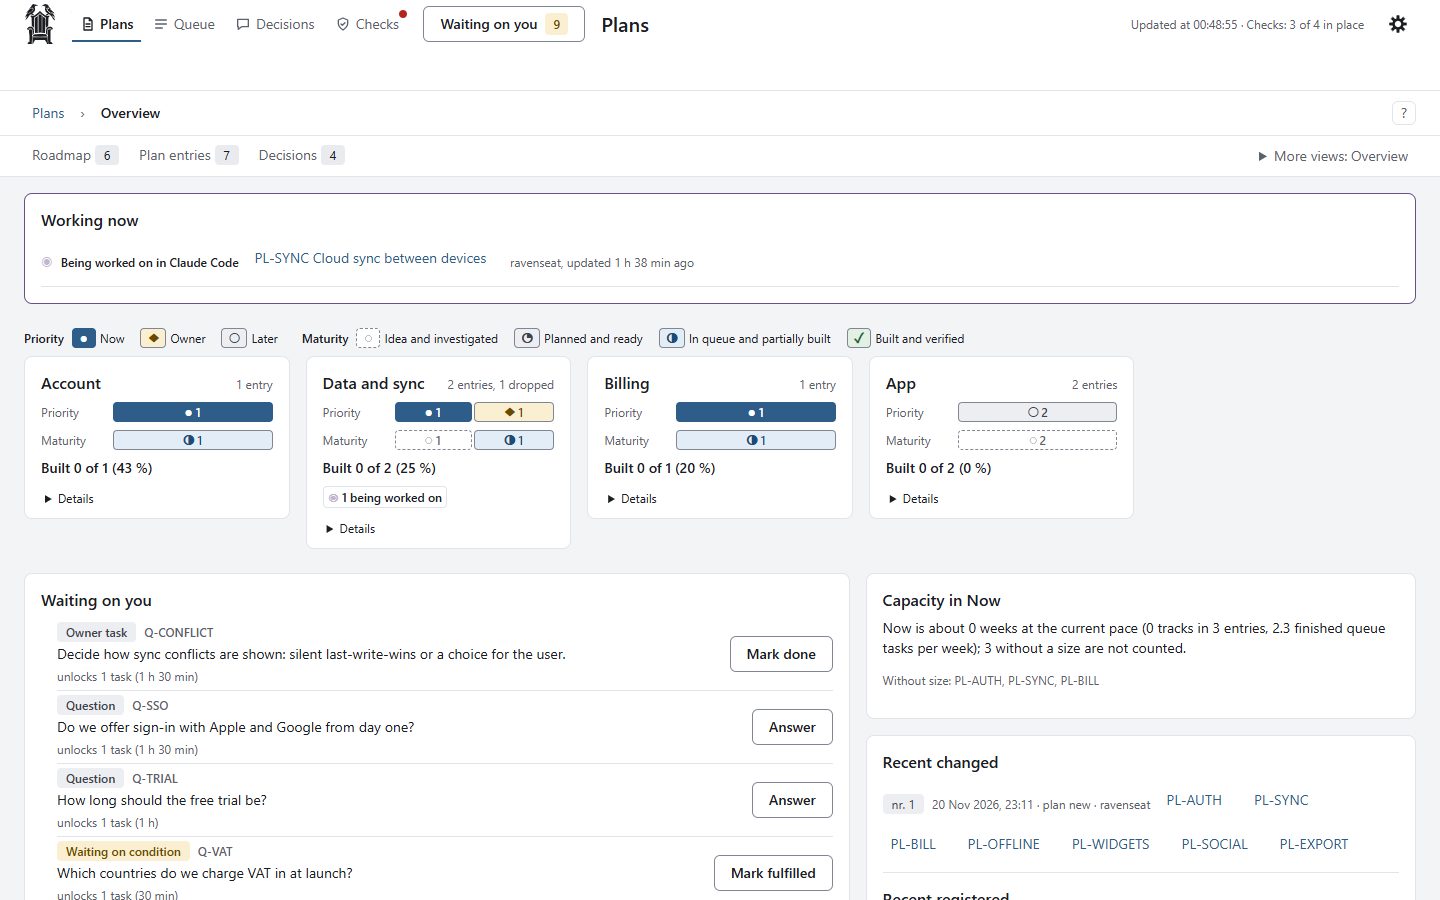 Plans
Queue
Decisions
Checks
Waiting on you 9
Plans
Updated at 00:48:55 · Checks: 3 of 4 in place
Plans › Overview
?
Roadmap 6
Plan entries 7
Decisions 4
More views: Overview
Working now
Being worked on in Claude Code
PL-SYNC Cloud sync between devices
ravenseat, updated 1 h 38 min ago
Priority Now Owner Later
Maturity Idea and investigated Planned and ready In queue and partially built Built and verified
Account 1 entry
Priority 1
Maturity 1
Built 0 of 1 (43 %)
Details
Data and sync 2 entries, 1 dropped
Priority 1 1
Maturity 1 1
Built 0 of 2 (25 %)
1 being worked on
Details
Billing 1 entry
Priority 1
Maturity 1
Built 0 of 1 (20 %)
Details
App 2 entries
Priority 2
Maturity 2
Built 0 of 2 (0 %)
Details
Waiting on you
Owner task Q-CONFLICT
Decide how sync conflicts are shown: silent last-write-wins or a choice for the user.
unlocks 1 task (1 h 30 min)
Mark done
Question Q-SSO
Do we offer sign-in with Apple and Google from day one?
unlocks 1 task (1 h 30 min)
Answer
Question Q-TRIAL
How long should the free trial be?
unlocks 1 task (1 h)
Answer
Waiting on condition Q-VAT
Which countries do we charge VAT in at launch?
unlocks 1 task (30 min)
Mark fulfilled
Capacity in Now
Now is about 0 weeks at the current pace (0 tracks in 3 entries, 2.3 finished queue
tasks per week); 3 without a size are not counted.
Without size: PL-AUTH, PL-SYNC, PL-BILL
Recent changed
nr. 1 20 Nov 2026, 23:11 · plan new · ravenseat PL-AUTH PL-SYNC
PL-BILL PL-OFFLINE PL-WIDGETS PL-SOCIAL PL-EXPORT
Recent registered